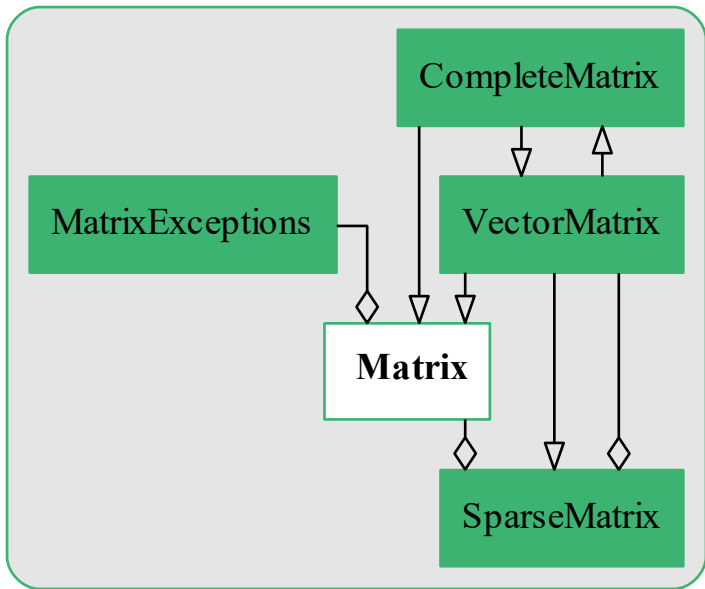 CompleteMatrix
MatrixExceptions
VectorMatrix
Matrix
SparseMatrix